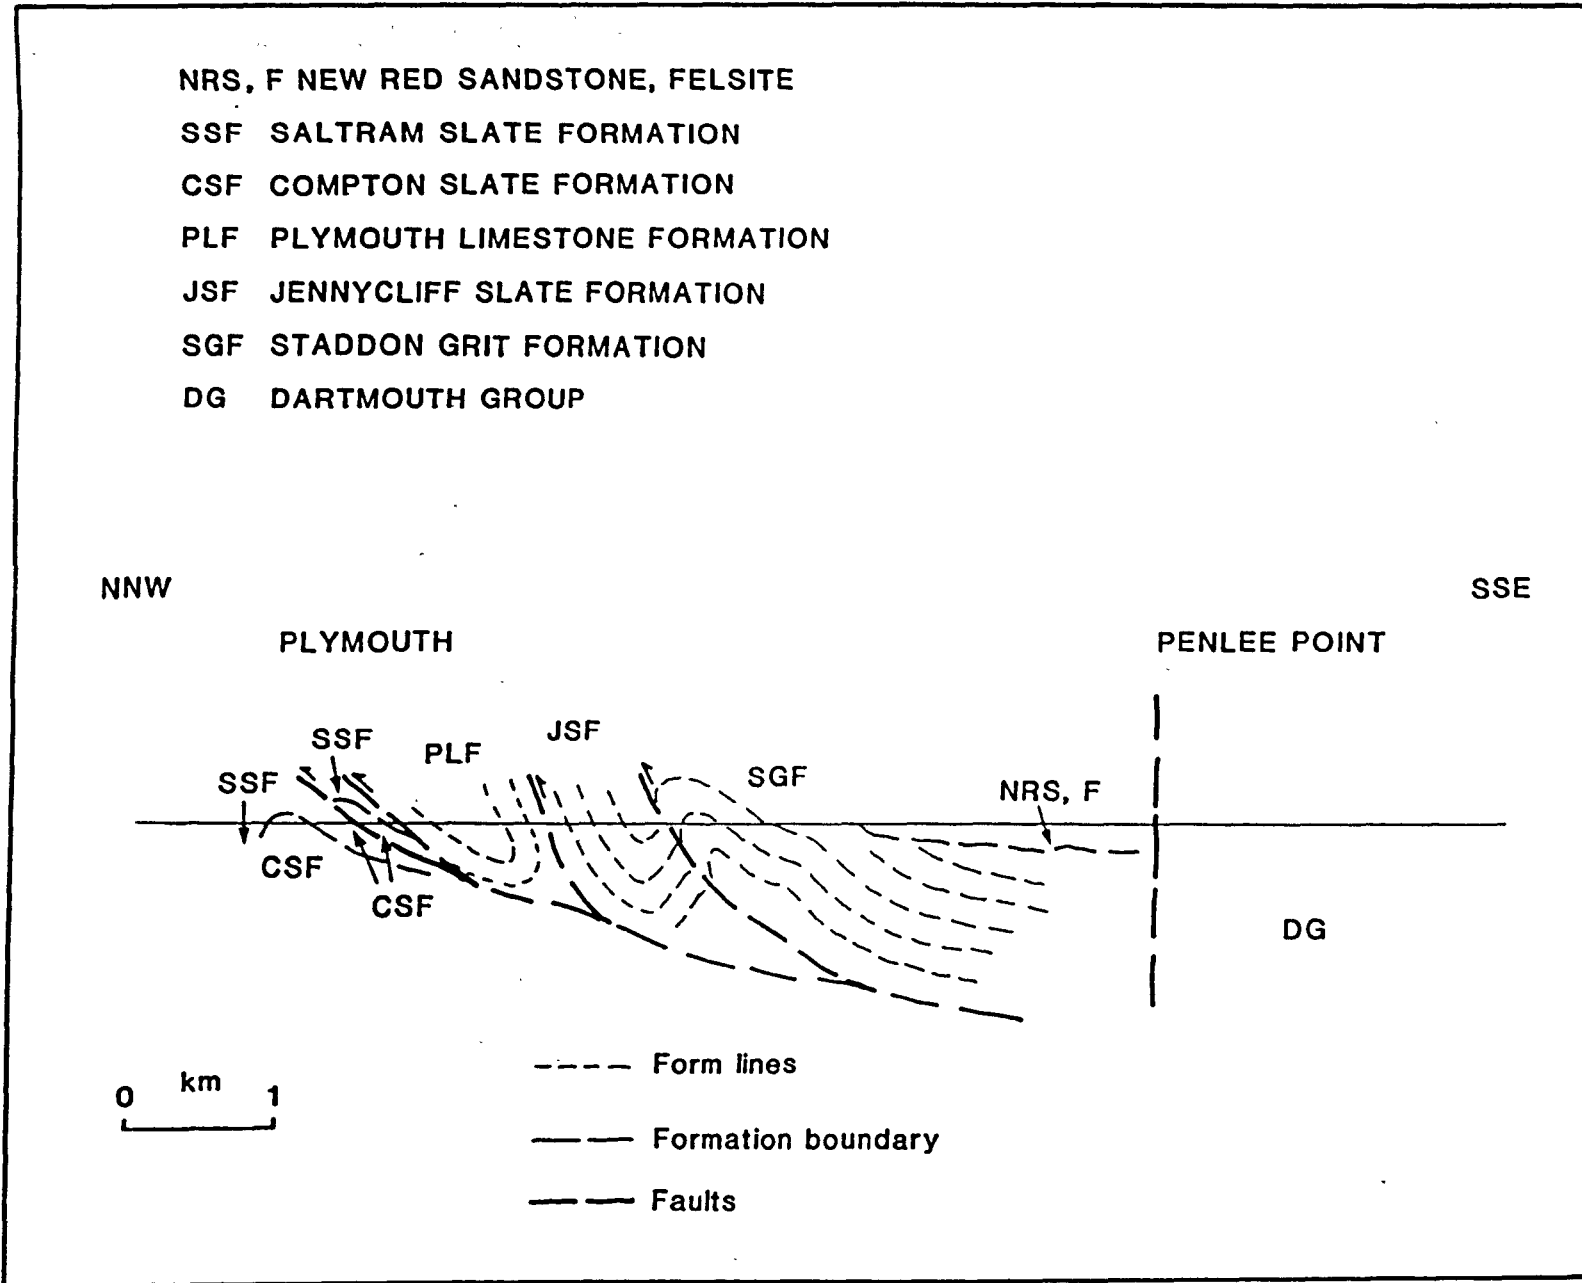 NRS, F NEW RED SANDSTONE, FELSITE
SSF SALTRAM SLATE FORMATION
CSF COMPTON SLATE FORMATION
PLF PLYMOUTH LIMESTONE FORMATION
JSF JENNYCLIFF SLATE FORMATION
SGF STADDON GRIT FORMATION
DG DARTMOUTH GROUP
NNW SSE
PLYMOUTH PENLEE POINT
SSF SSF PLF JSF SGF NRS, F
CSF CSF DG
0 km 1
Form lines
Formation boundary
Faults